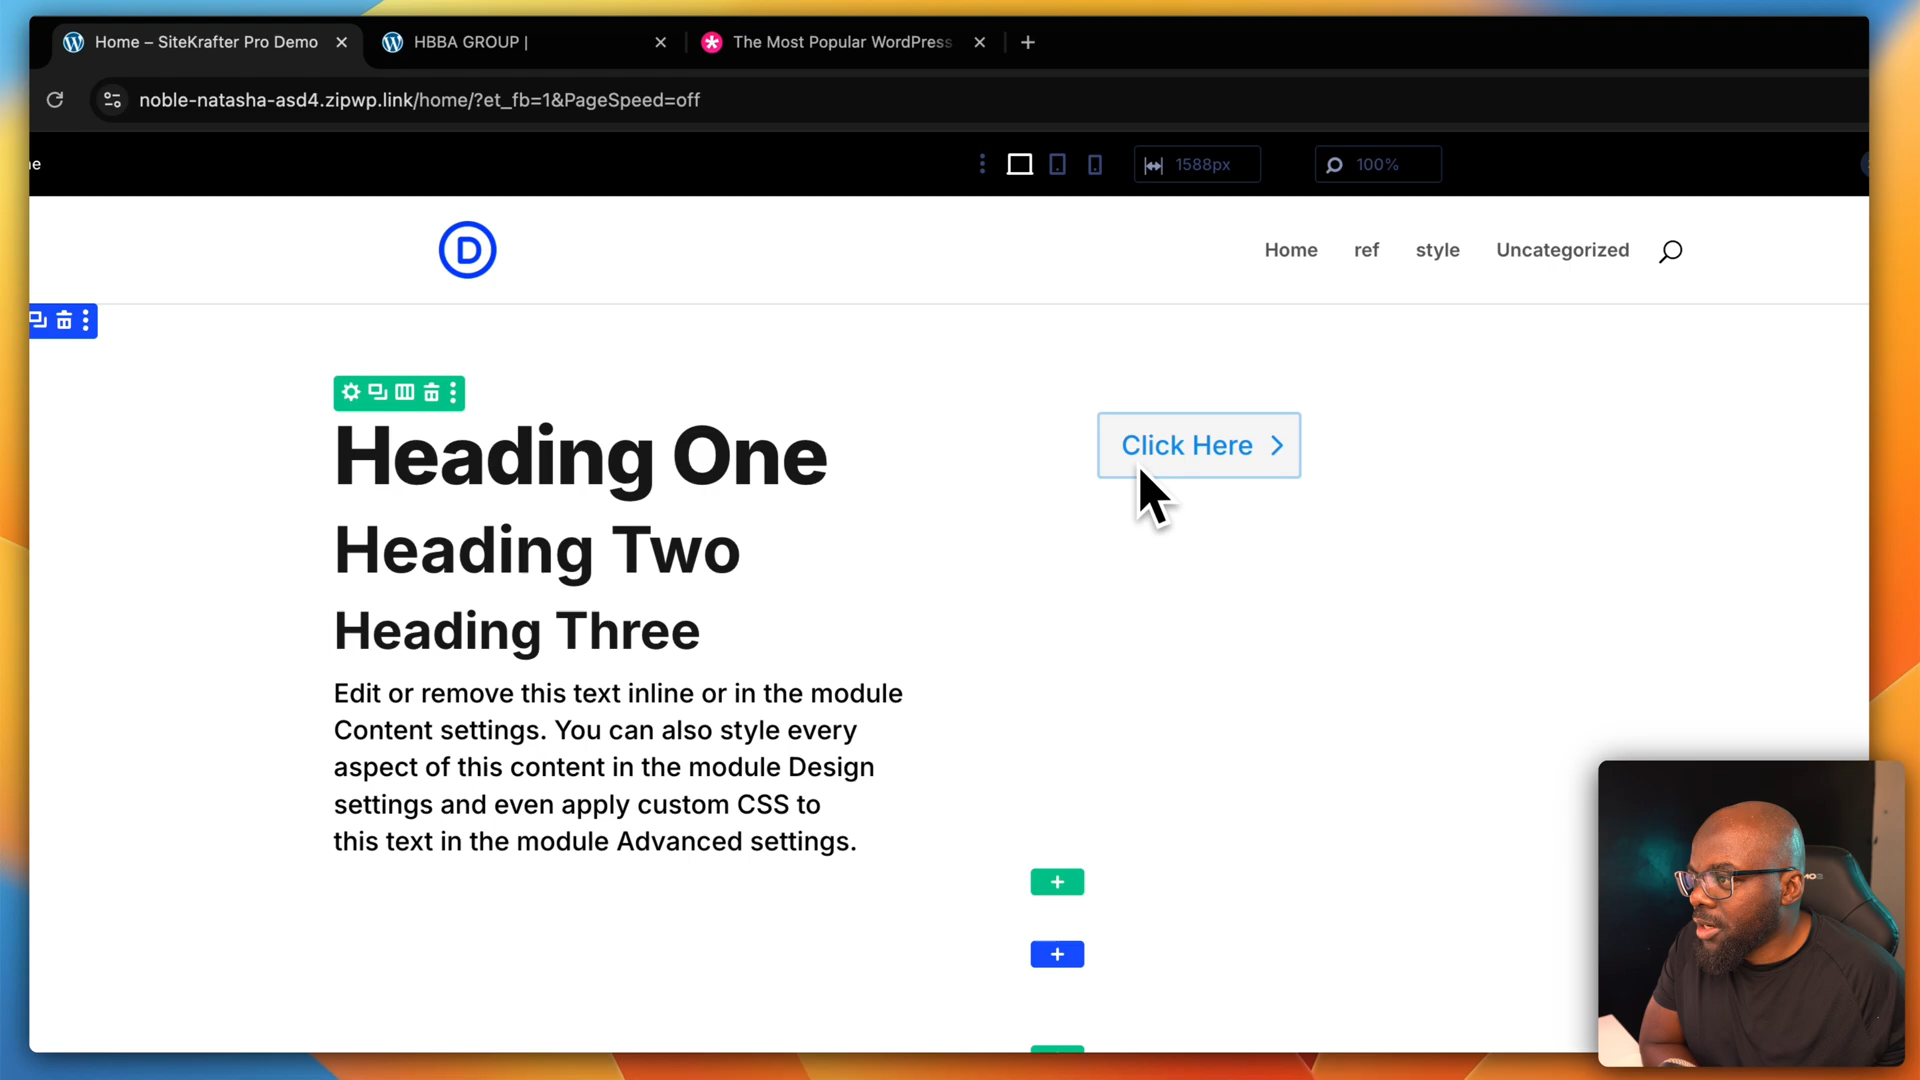 Home – SiteKrafter Pro Demo
HBBA GROUP |
The Most Popular WordPress
noble-natasha-asd4.zipwp.link/home/?et_fb=1&PageSpeed=off
1588px
100%
D
Home
ref
style
Uncategorized
Heading One
Click Here
Heading Two
Heading Three
Edit or remove this text inline or in the module
Content settings. You can also style every
aspect of this content in the module Design
settings and even apply custom CSS to
this text in the module Advanced settings.